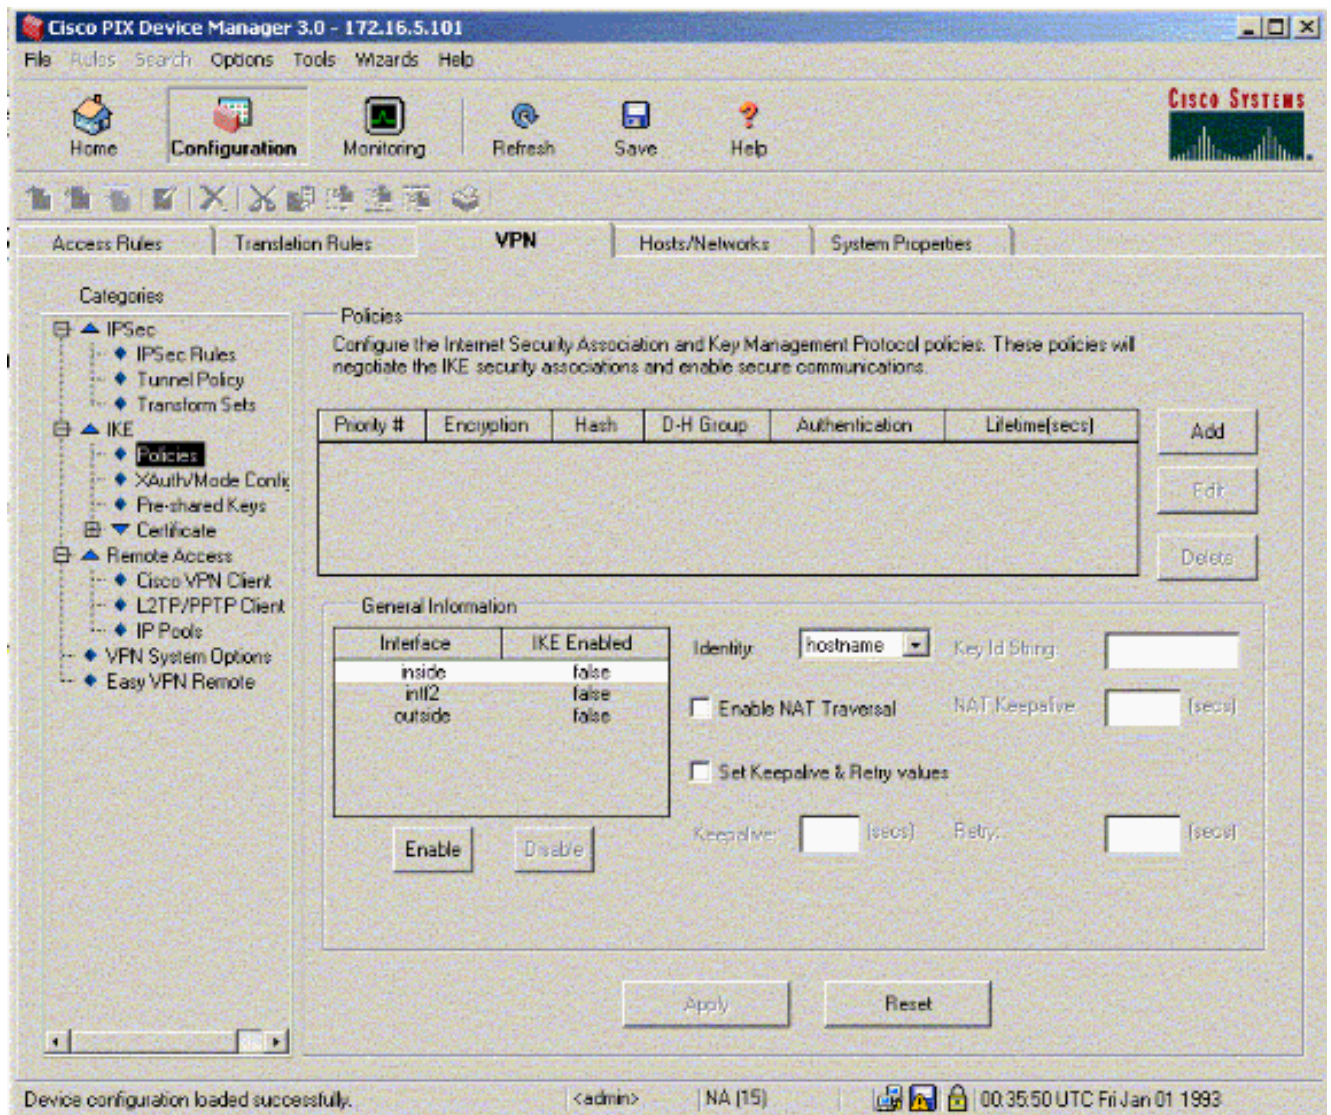 Cisco PIX Device Manager 3.0 - 172.16.5.101
File Rules Search Options Tools Wizards Help
CISCO SYSTEMS
Home Configuration Monitoring Refresh Save Help
Access Rules Translation Rules VPN Hosts/Networks System Properties
Categories
IPSec
IPSec Rules
Tunnel Policy
Transform Sets
IKE
Policies
XAuth/Mode Config
Pre-shared Keys
Certificate
Remote Access
Cisco VPN Client
L2TP/PPTP Client
IP Pools
VPN System Options
Easy VPN Remote
Policies
Configure the Internet Security Association and Key Management Protocol policies. These policies will
negotiate the IKE security associations and enable secure communications.
Priority # Encryption Hash D-H Group Authentication Lifetime(secs)
Add
Edit
Delete
General Information
Interface IKE Enabled
inside false
intf2 false
outside false
Enable Disable
Identity: hostname Key Id String:
Enable NAT Traversal NAT Keepalive (secs)
Set Keepalive & Retry values
Keepalive: (secs) Retry: (secs)
Apply Reset
Device configuration loaded successfully. <admin> NA (15) 00:35:50 UTC Fri Jan 01 1993